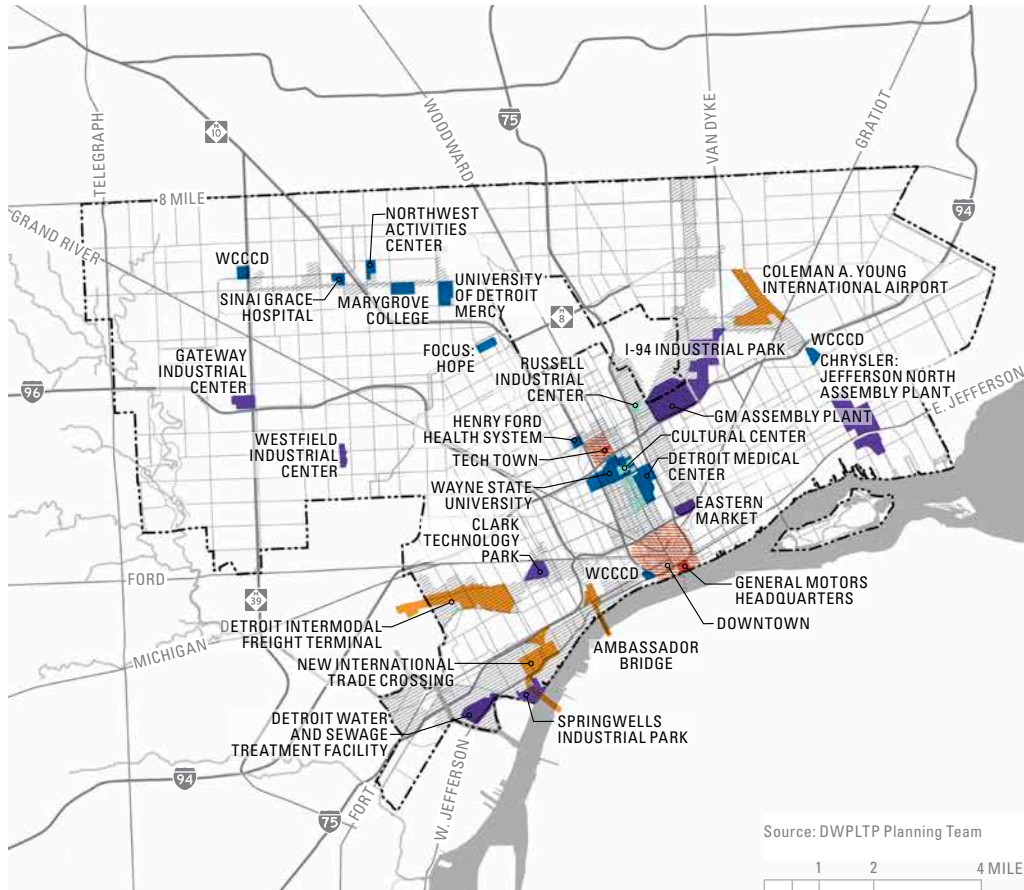 TELEGRAPH
M
10
WOODWARD
75
VAN DYKE
GRATIOT
94
8 MILE
GRAND RIVER
NORTHWEST
ACTIVITIES
CENTER
WCCCD
SINAI GRACE
HOSPITAL
MARYGROVE
COLLEGE
UNIVERSITY
OF DETROIT
MERCY
COLEMAN A. YOUNG
INTERNATIONAL AIRPORT
M
8
FOCUS:
HOPE
I-94 INDUSTRIAL PARK
WCCCD
RUSSELL
INDUSTRIAL
CENTER
CHRYSLER:
JEFFERSON NORTH
ASSEMBLY PLANT
E. JEFFERSON
GATEWAY
INDUSTRIAL
CENTER
96
GM ASSEMBLY PLANT
HENRY FORD
HEALTH SYSTEM
CULTURAL CENTER
TECH TOWN
DETROIT MEDICAL
CENTER
WESTFIELD
INDUSTRIAL
CENTER
WAYNE STATE
UNIVERSITY
EASTERN
MARKET
CLARK
TECHNOLOGY
PARK
WCCCD
GENERAL MOTORS
HEADQUARTERS
DOWNTOWN
FORD
M
39
DETROIT INTERMODAL
FREIGHT TERMINAL
MICHIGAN
AMBASSADOR
BRIDGE
NEW INTERNATIONAL
TRADE CROSSING
DETROIT WATER
AND SEWAGE
TREATMENT FACILITY
SPRINGWELLS
INDUSTRIAL PARK
94
75
FORT
W. JEFFERSON
Source: DWPLTP Planning Team
1 2 4 MILE